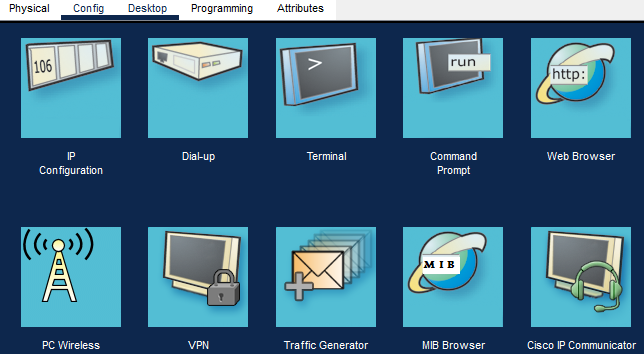 Physical Config Desktop Programming Attributes
106
>
run
http:
IP
Configuration
Dial-up
Terminal
Command
Prompt
Web Browser
MIB
PC Wireless
VPN
Traffic Generator
MIB Browser
Cisco IP Communicator